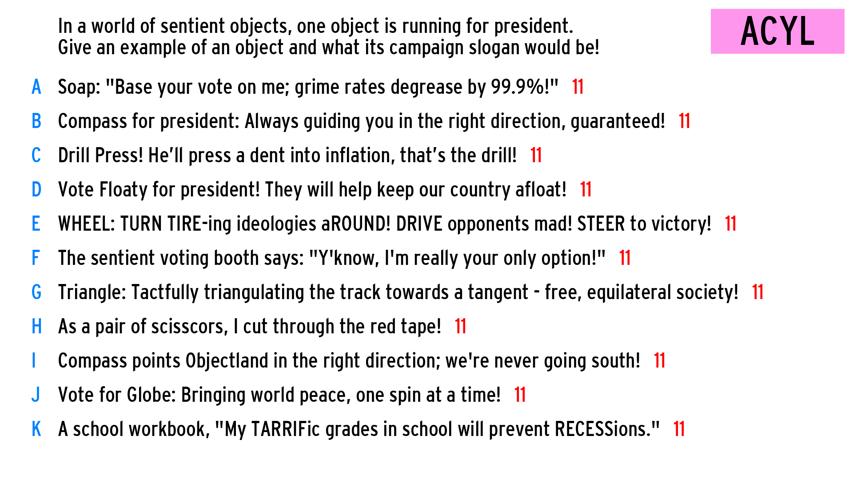 In a world of sentient objects, one object is running for president.
Give an example of an object and what its campaign slogan would be!
ACYL
A Soap: "Base your vote on me; grime rates degrease by 99.9%!" 11
B Compass for president: Always guiding you in the right direction, guaranteed! 11
C Drill Press! He’ll press a dent into inflation, that’s the drill! 11
D Vote Floaty for president! They will help keep our country afloat! 11
E WHEEL: TURN TIRE-ing ideologies aROUND! DRIVE opponents mad! STEER to victory! 11
F The sentient voting booth says: "Y'know, I'm really your only option!" 11
G Triangle: Tactfully triangulating the track towards a tangent - free, equilateral society! 11
H As a pair of scisscors, I cut through the red tape! 11
I Compass points Objectland in the right direction; we're never going south! 11
J Vote for Globe: Bringing world peace, one spin at a time! 11
K A school workbook, "My TARRIFic grades in school will prevent RECESSions." 11